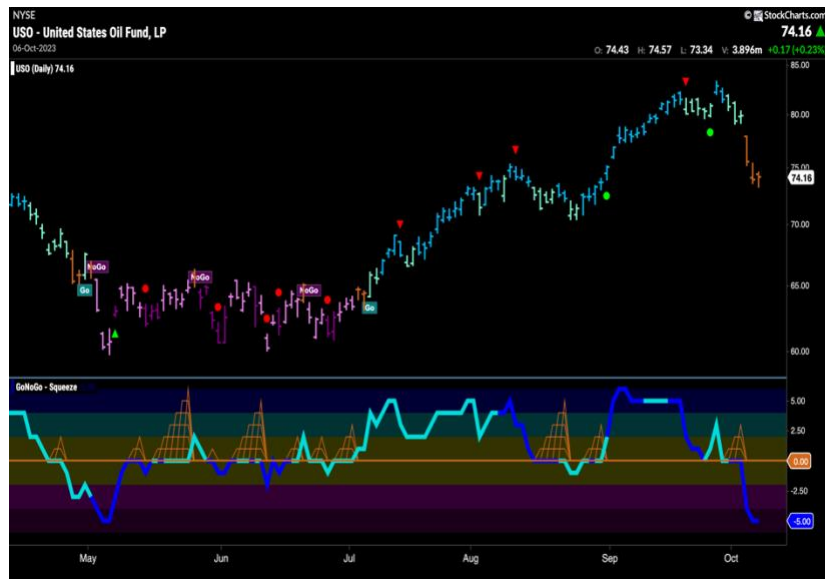 NYSE
© StockCharts.com
USO - United States Oil Fund, LP
74.16
06-Oct-2023
O: 74.43 H: 74.57 L: 73.34 V: 3.896m +0.17 (+0.23%)
USO (Daily) 74.16
85.00
80.00
75.00
74.16
70.00
65.00
60.00
NoGo
NoGo
NoGo
Go
Go
GoNoGo - Squeeze
5.00
2.50
0.00
-2.50
-5.00
May Jun Jul Aug Sep Oct